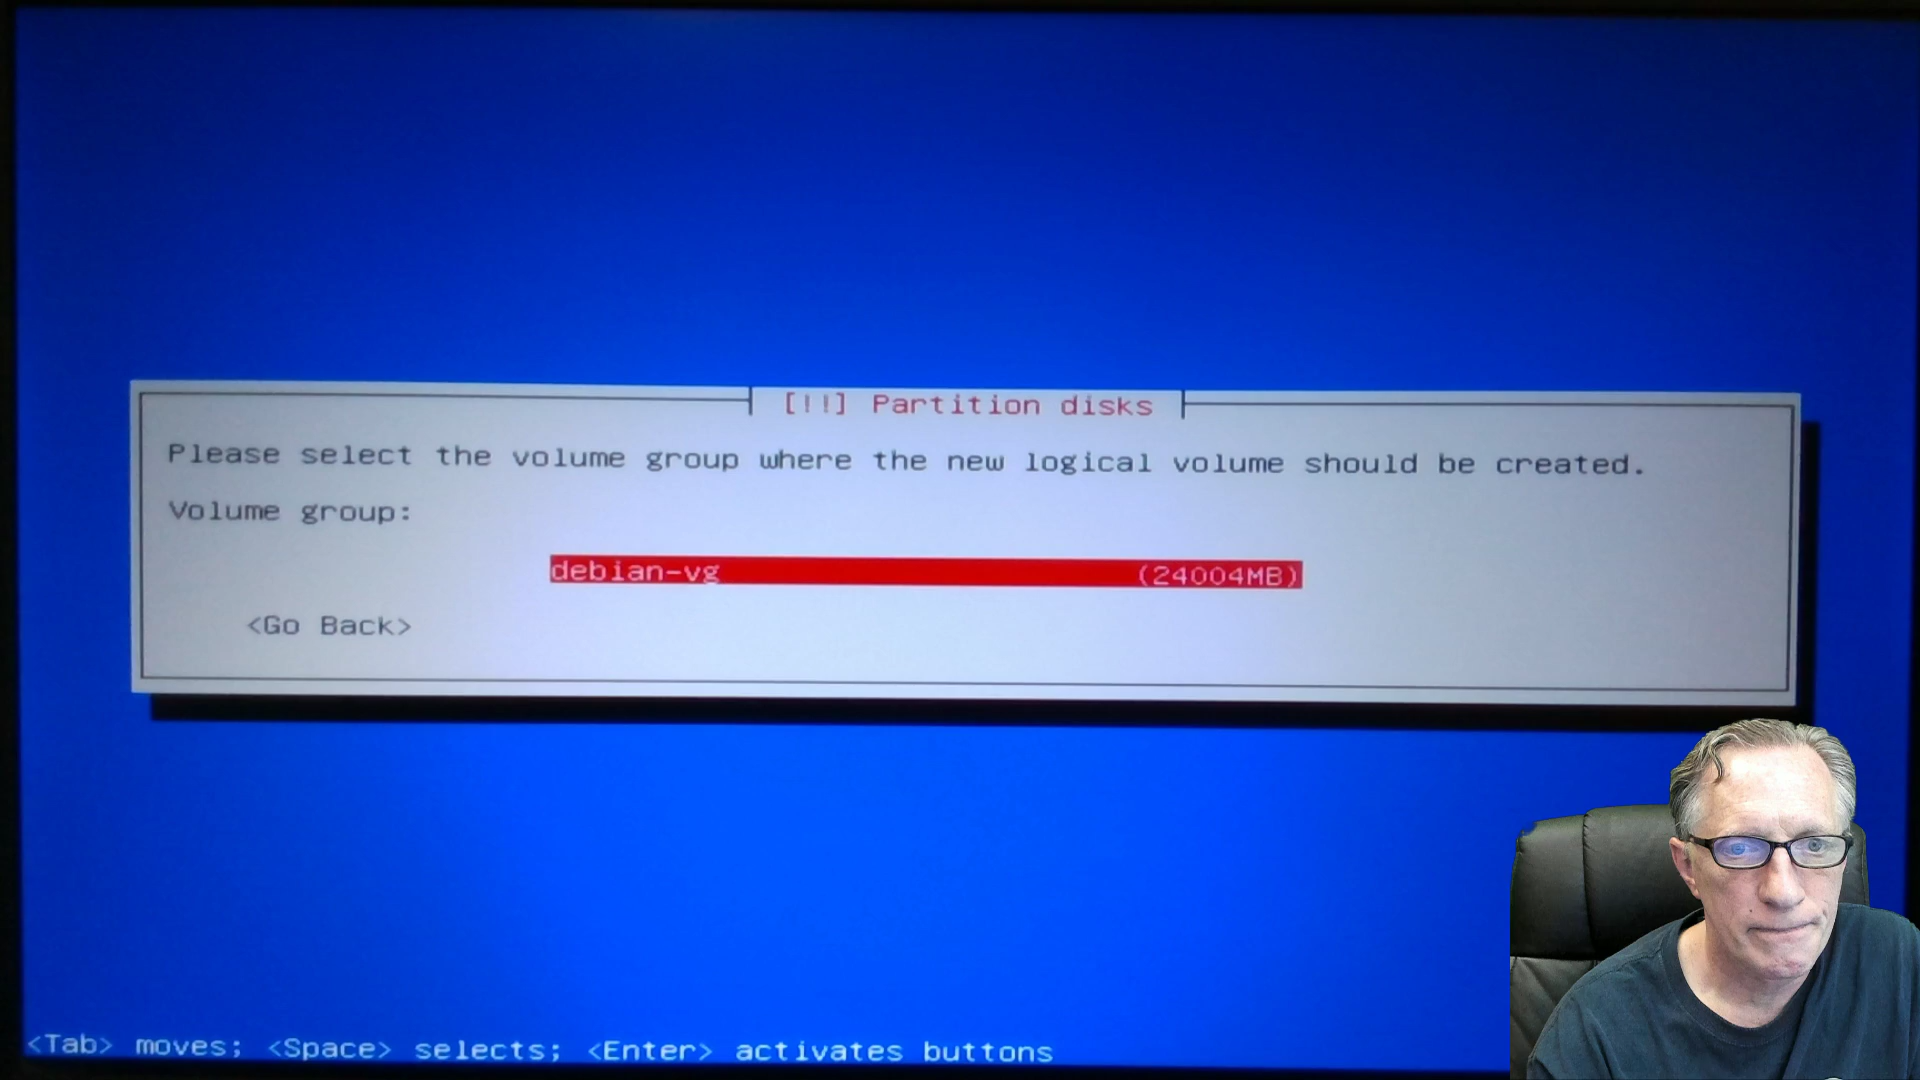 [!!] Partition disks
Please select the volume group where the new logical volume should be created.
Volume group:
debian-vg (24004MB)
<Go Back>
<Tab> moves; <Space> selects; <Enter> activates buttons